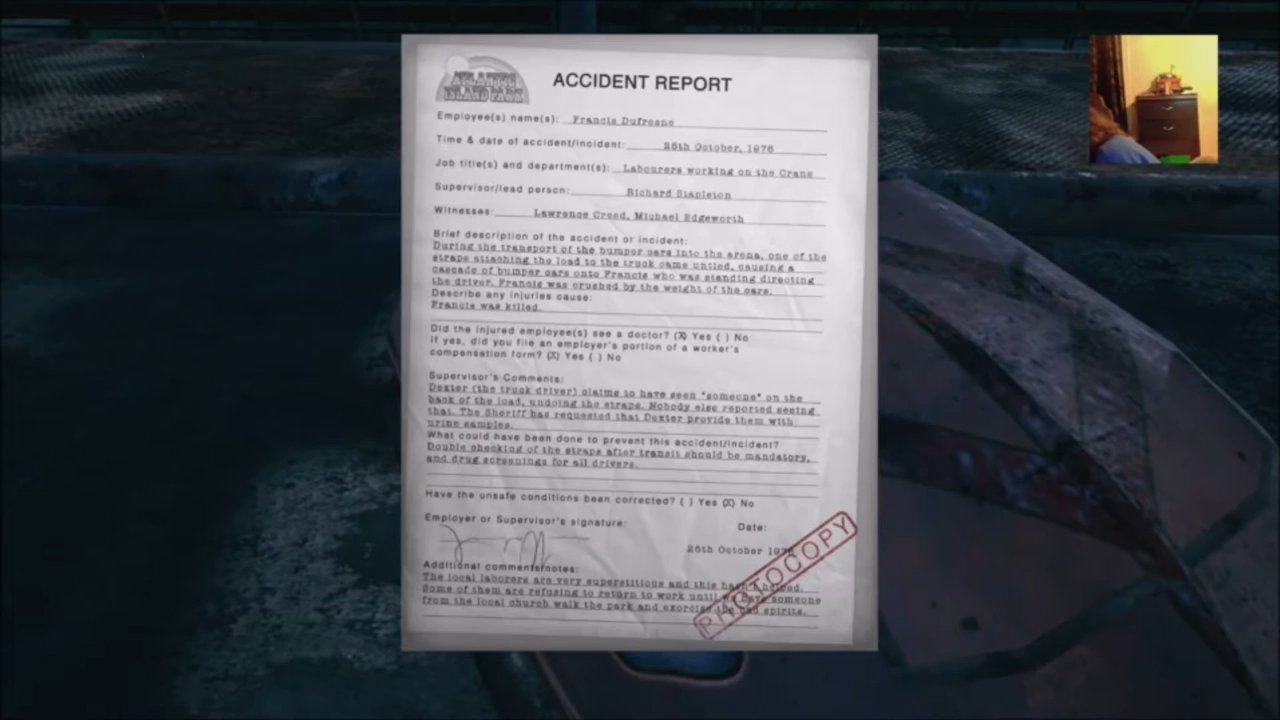 ATLANTIC
ISLAND PARK
ACCIDENT REPORT
Employee(s) name(s): Francis Dufresne
Time & date of accident/incident: 26th October, 1976
Job title(s) and department(s): Labourers working on the Crane
Supervisor/lead person: Richard Stapleton
Witnesses: Lawrence Creed, Michael Edgeworth
Brief description of the accident or incident:
During the transport of the bumper cars into the arena, one of the
straps attaching the load to the truck came untied, causing a
cascade of bumper cars onto Francis who was standing directing
the driver. Francis was crushed by the weight of the cars.
Describe any injuries cause:
Francis was killed.
Did the injured employee(s) see a doctor? (X) Yes ( ) No
If yes, did you file an employer's portion of a worker's
compensation form? (X) Yes ( ) No
Supervisor's Comments:
Dexter (the truck driver) claims to have seen "someone" on the
back of the load, undoing the straps. Nobody else reported seeing
that. The Sheriff has requested that Dexter provide them with
urine samples.
What could have been done to prevent this accident/incident?
Double checking of the straps after transit should be mandatory,
and drug screenings for all drivers.
Have the unsafe conditions been corrected? ( ) Yes (X) No
Employer or Supervisor's signature:
Date:
26th October 1976
Additional comments/notes:
The local laborers are very superstitious and this hasn't helped.
Some of them are refusing to return to work until we have someone
from the local church walk the park and exorcise the bad spirits.
PHOTOCOPY